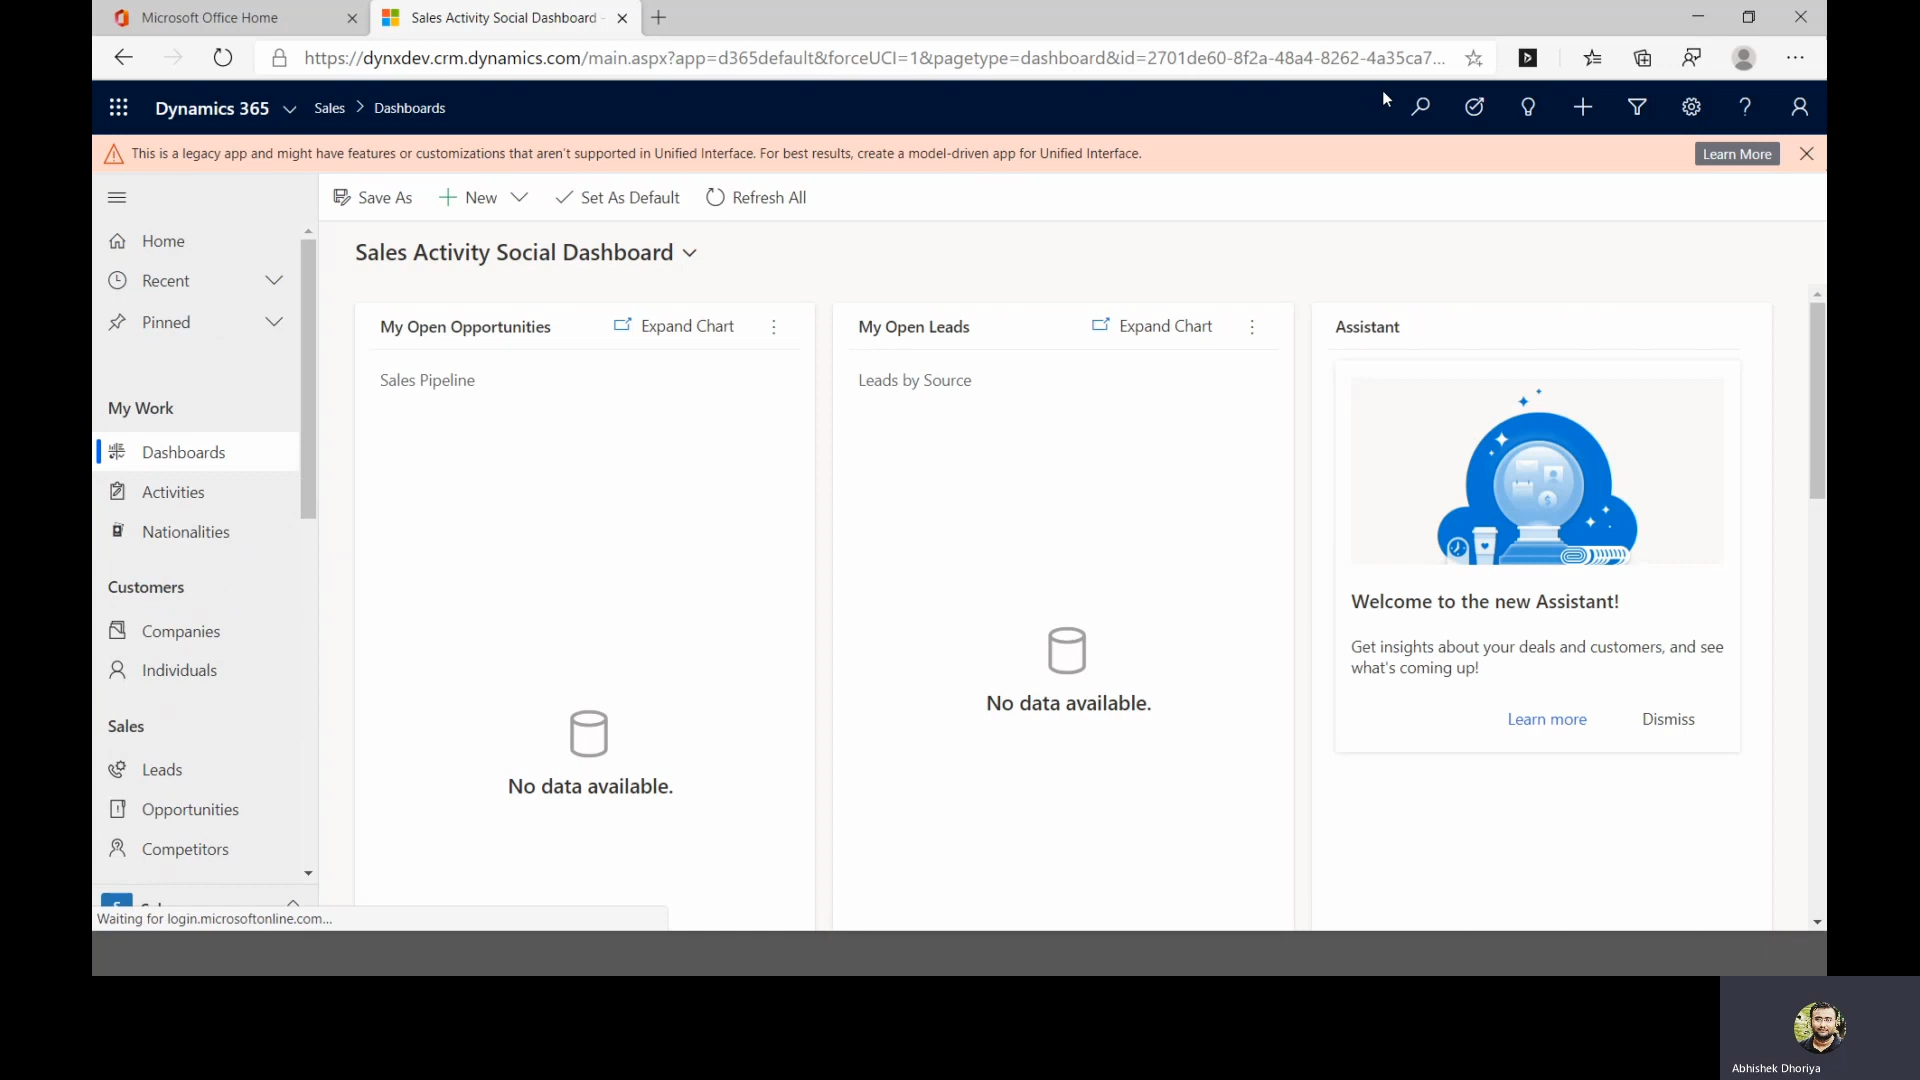 Microsoft Office Home
Sales Activity Social Dashboard -
https://dynxdev.crm.dynamics.com/main.aspx?app=d365default&forceUCI=1&pagetype=dashboard&id=2701de60-8f2a-48a4-8262-4a35ca7...
Dynamics 365
Sales > Dashboards
This is a legacy app and might have features or customizations that aren't supported in Unified Interface. For best results, create a model-driven app for Unified Interface.
Learn More
Save As
New
Set As Default
Refresh All
Home
Recent
Pinned
My Work
Dashboards
Activities
Nationalities
Customers
Companies
Individuals
Sales
Leads
Opportunities
Competitors
Sales Activity Social Dashboard
My Open Opportunities
Expand Chart
Sales Pipeline
No data available.
My Open Leads
Expand Chart
Leads by Source
No data available.
Assistant
Welcome to the new Assistant!
Get insights about your deals and customers, and see
what's coming up!
Learn more
Dismiss
Waiting for login.microsoftonline.com...
Abhishek Dhoriya